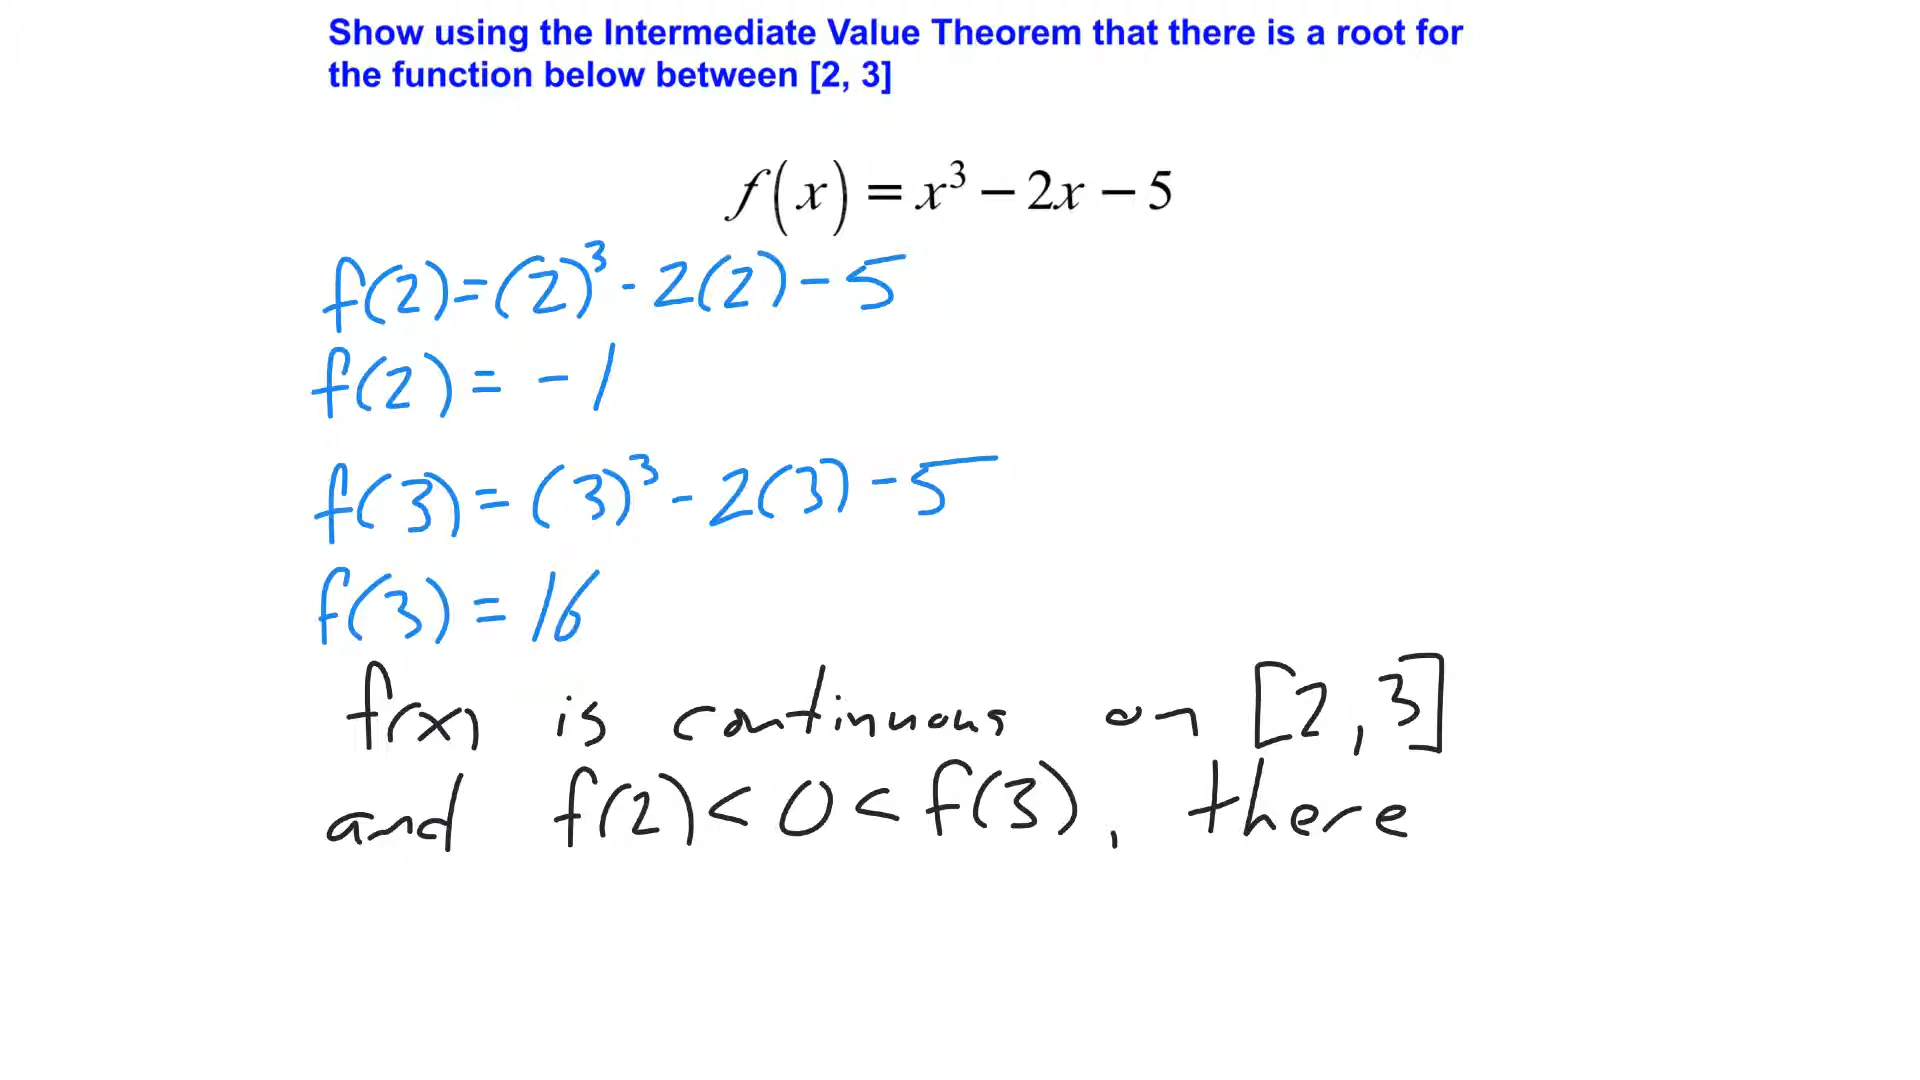 Show using the Intermediate Value Theorem that there is a root for
the function below between [2, 3]
f(x) = x³ − 2x − 5
f(2)=(2)³ - 2(2) - 5
f(2) = -1
f(3) = (3)³ - 2(3) - 5
f(3) = 16
f(x) is continuous on [2,3]
and f(2) < 0 < f(3), there